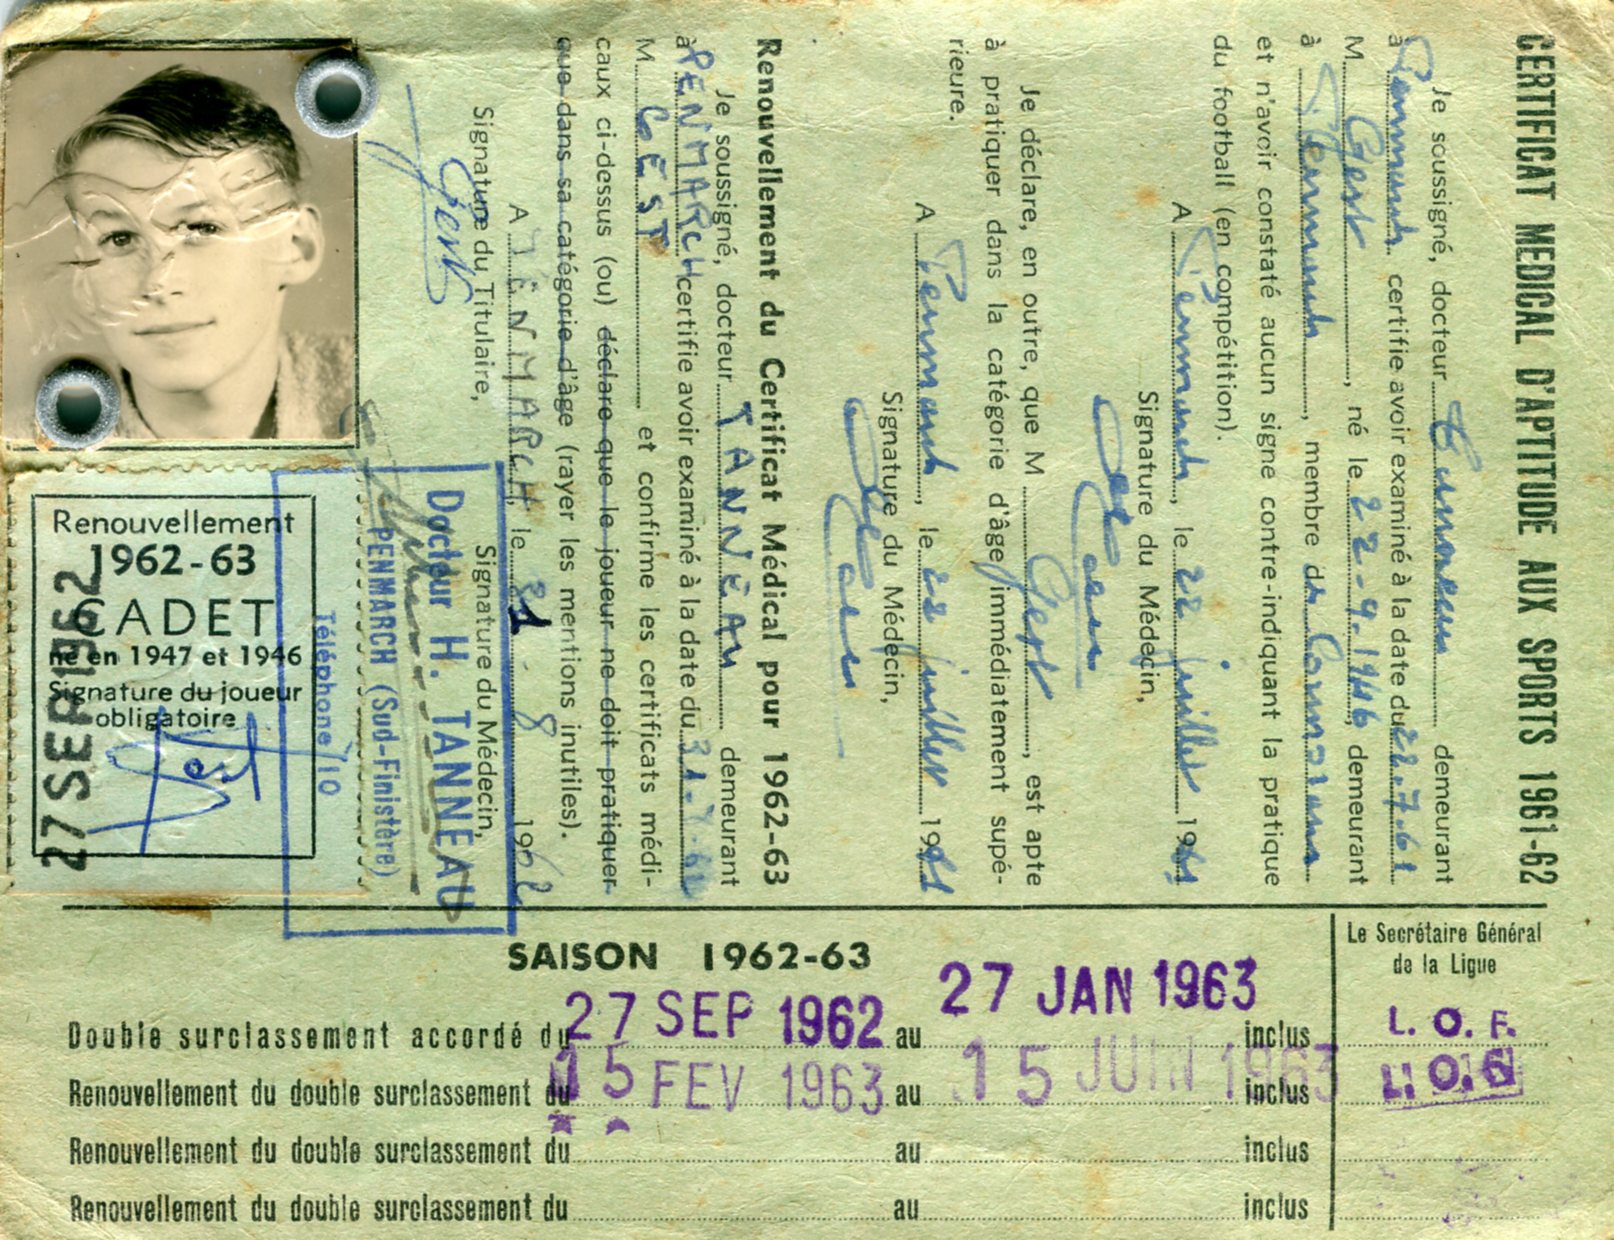 CERTIFICAT MEDICAL D'APTITUDE AUX SPORTS 1961-62
Je soussigné, docteur Tanneau demeurant
à Penmarch certifie avoir examiné à la date du 22.7.61
M. Gest, né le 22-9-1946, demeurant
à Penmarch, membre de
et n'avoir constaté aucun signe contre-indiquant la pratique
du football (en compétition).
A Penmarch, le 22 juillet 1961
Signature du Médecin,
Je déclare, en outre, que M Gest, est apte
à pratiquer dans la catégorie d'âge immédiatement supé-
rieure.
A Penmarch, le 22 juillet 1961
Signature du Médecin,
Renouvellement du Certificat Médical pour 1962-63
Je soussigné, docteur TANNEAU demeurant
à PENMARCH certifie avoir examiné à la date du 31.7.62
M. GEST et confirme les certificats médi-
caux ci-dessus (ou) déclare que le joueur ne doit pratiquer
que dans sa catégorie d'âge (rayer les mentions inutiles).
A PENMARCH, le 31 8 1962
Signature du Titulaire, Signature du Médecin,
Gest
Docteur H. TANNEAU
PENMARCH (Sud-Finistère)
Téléphone 10
Renouvellement
1962-63
CADET
né en 1947 et 1946
Signature du joueur
obligatoire
Gest
27 SEP 1962
SAISON 1962-63
Le Secrétaire Général
de la Ligue
Double surclassement accordé du 27 SEP 1962 au 27 JAN 1963 inclus L. O. F.
Renouvellement du double surclassement du 15 FEV 1963 au 15 JUIN 1963 inclus L. O.
Renouvellement du double surclassement du au inclus
Renouvellement du double surclassement du au inclus